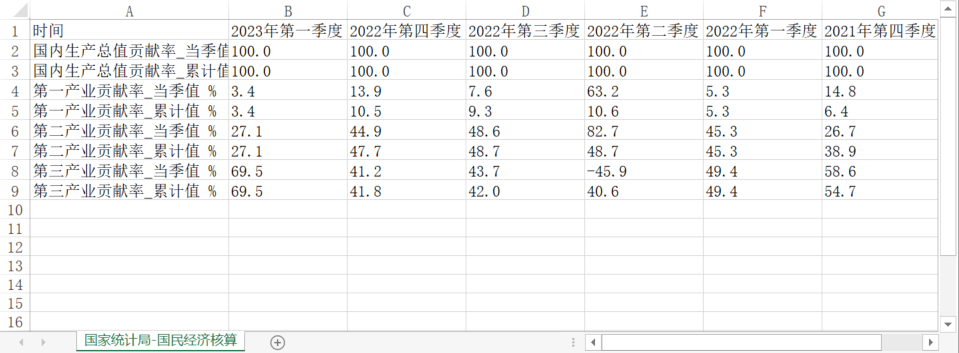 A B C D E F G
1 时间 2023年第一季度 2022年第四季度 2022年第三季度 2022年第二季度 2022年第一季度 2021年第四季度
2 国内生产总值贡献率_当季值 100.0 100.0 100.0 100.0 100.0 100.0
3 国内生产总值贡献率_累计值 100.0 100.0 100.0 100.0 100.0 100.0
4 第一产业贡献率_当季值 % 3.4 13.9 7.6 63.2 5.3 14.8
5 第一产业贡献率_累计值 % 3.4 10.5 9.3 10.6 5.3 6.4
6 第二产业贡献率_当季值 % 27.1 44.9 48.6 82.7 45.3 26.7
7 第二产业贡献率_累计值 % 27.1 47.7 48.7 48.7 45.3 38.9
8 第三产业贡献率_当季值 % 69.5 41.2 43.7 -45.9 49.4 58.6
9 第三产业贡献率_累计值 % 69.5 41.8 42.0 40.6 49.4 54.7
10
11
12
13
14
15
16
国家统计局-国民经济核算